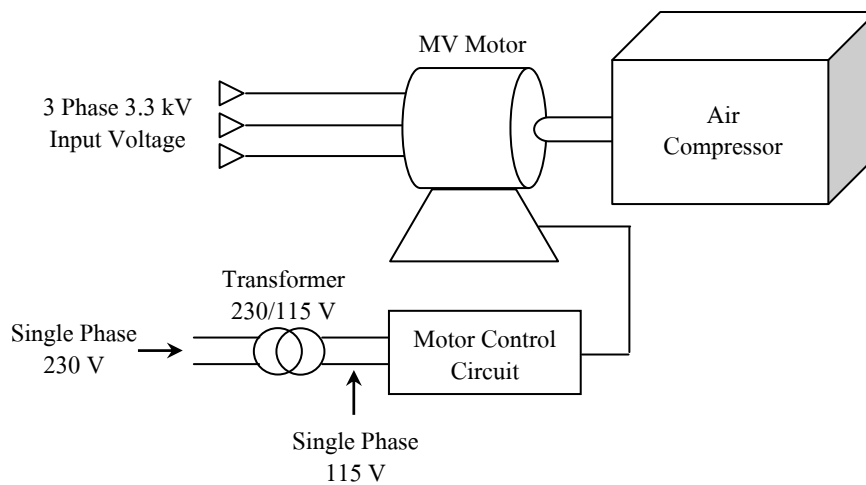 MV Motor
3 Phase 3.3 kV
Input Voltage
Air
Compressor
Transformer
230/115 V
Single Phase
230 V
Motor Control
Circuit
Single Phase
115 V